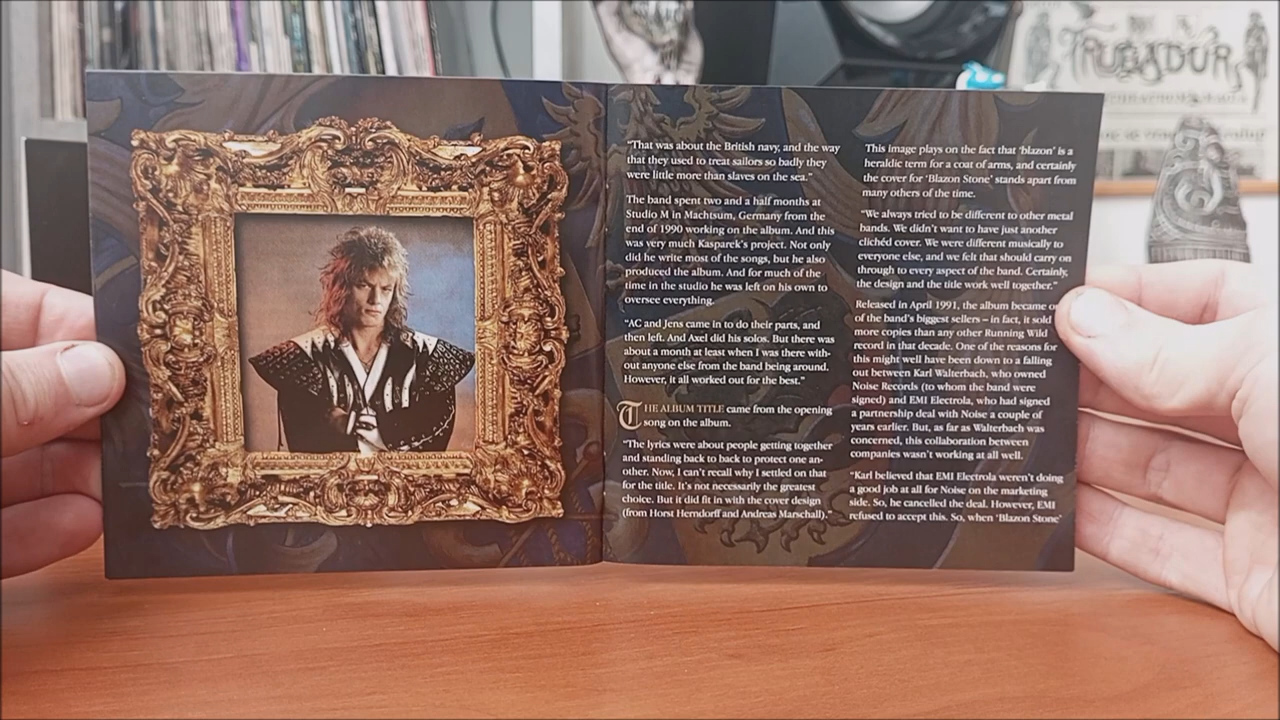 "That was about the British navy, and the way
that they used to treat sailors so badly they
were little more than slaves on the sea."
The band spent two and a half months at
Studio M in Machtsum, Germany from the
end of 1990 working on the album. And this
was very much Kasparek's project. Not only
did he write most of the songs, but he also
produced the album. And for much of the
time in the studio he was left on his own to
oversee everything.
"AC and Jens came in to do their parts, and
then left. And Axel did his solos. But there was
about a month at least when I was there with-
out anyone else from the band being around.
However, it all worked out for the best."
THE ALBUM TITLE came from the opening
song on the album.
"The lyrics were about people getting together
and standing back to back to protect one an-
other. Now, I can't recall why I settled on that
for the title. It's not necessarily the greatest
choice. But it did fit in with the cover design
(from Horst Herndorff and Andreas Marschall)."
This image plays on the fact that 'blazon' is a
heraldic term for a coat of arms, and certainly
the cover for 'Blazon Stone' stands apart from
many others of the time.
"We always tried to be different to other metal
bands. We didn't want to have just another
clichéd cover. We were different musically to
everyone else, and we felt that should carry on
through to every aspect of the band. Certainly,
the design and the title work well together."
Released in April 1991, the album became
of the band's biggest sellers – in fact, it sold
more copies than any other Running Wild
record in that decade. One of the reasons for
this might well have been down to a falling
out between Karl Walterbach, who owned
Noise Records (to whom the band were
signed) and EMI Electrola, who had signed
a partnership deal with Noise a couple of
years earlier. But, as far as Walterbach was
concerned, this collaboration between
companies wasn't working at all well.
"Karl believed that EMI Electrola weren't doing
a good job at all for Noise on the marketing
side. So, he cancelled the deal. However, EMI
refused to accept this. So, when 'Blazon Stone'
TRUBADUR